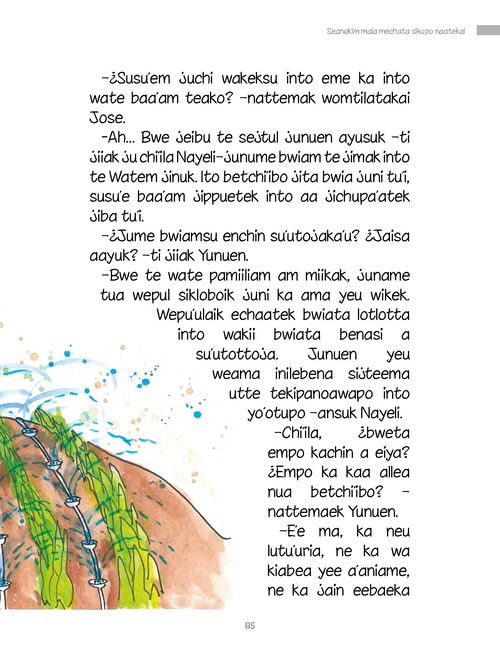 Seanokim mala mechata sikupo naatekai
–¿Susu'em juchi wakeksu into eme ka into
wate baa'am teako? –nattemak womtilatakai
Jose.
–Ah... Bwe jeibu te sejtul junuen ayusuk –ti
jiiak ju chi'ila Nayeli–junume bwiam te jimak into
te Watem jinuk. Ito betchi'ibo jita bwia juni tu'i,
susu'e baa'am jippuetek into aa jichupa'atek
jiba tu'i.
–¿Jume bwiamsu enchin su'utojaka'u? ¿Jaisa
aayuk? –ti jiiak Yunuen.
–Bwe te wate pamiiliam am miikak, juname
tua wepul sikloboik juni ka ama yeu wikek.
Wepu'ulaik echaatek bwiata lotlotta
into wakii bwiata benasi a
su'utottoja. Junuen yeu
weama inilebena sijteema
utte tekipanoawapo into
yo'otupo –ansuk Nayeli.
–Chi'ila, ¿bweta
empo kachin a eiya?
¿Empo ka kaa allea
nua betchi'ibo? –
nattemaek Yunuen.
–E'e ma, ka neu
lutu'uria, ne ka wa
kiabea yee a'aniame,
ne ka jain eebaeka
85